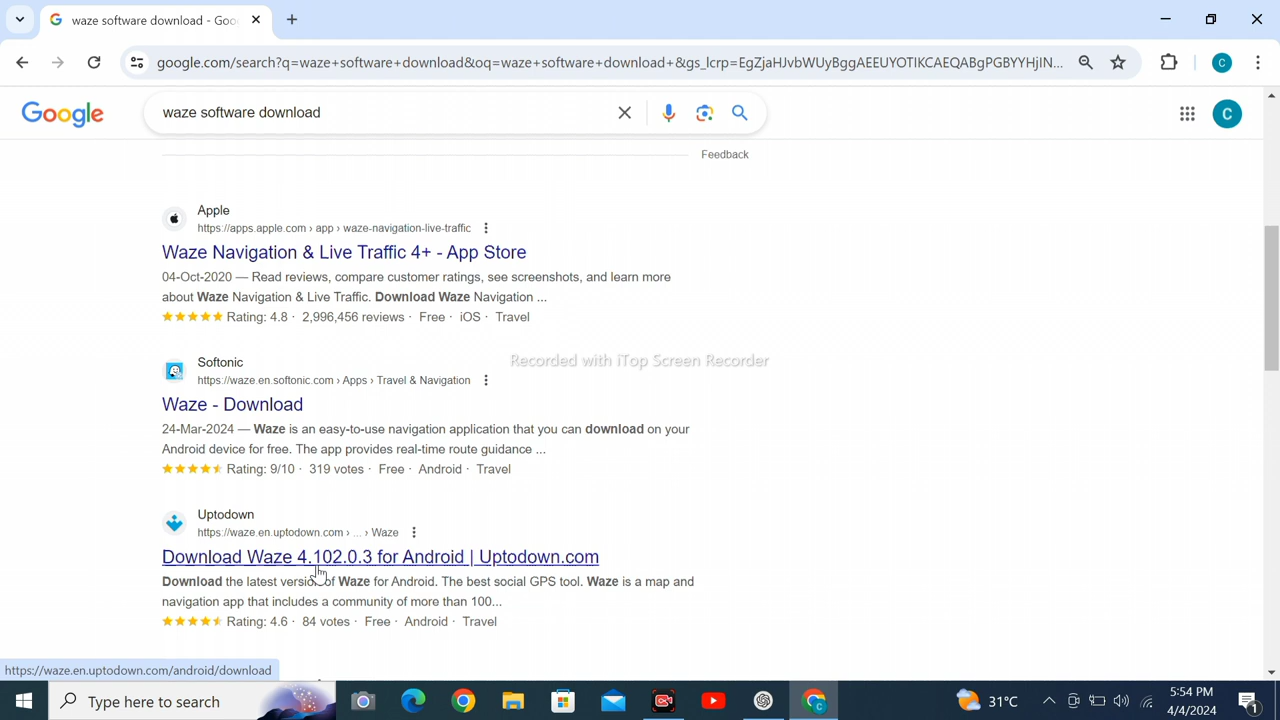 waze software download - Goo
google.com/search?q=waze+software+download&oq=waze+software+download+&gs_lcrp=EgZjaHJvbWUyBggAEEUYOTIKCAEQABgPGBYYHjIN...
Google
waze software download
C
C
Feedback
Apple
https://apps.apple.com › app › waze-navigation-live-traffic
Waze Navigation & Live Traffic 4+ - App Store
04-Oct-2020 — Read reviews, compare customer ratings, see screenshots, and learn more
about Waze Navigation & Live Traffic. Download Waze Navigation ...
Rating: 4.8 · 2,996,456 reviews · Free · iOS · Travel
Recorded with iTop Screen Recorder
Softonic
https://waze.en.softonic.com › Apps › Travel & Navigation
Waze - Download
24-Mar-2024 — Waze is an easy-to-use navigation application that you can download on your
Android device for free. The app provides real-time route guidance ...
Rating: 9/10 · 319 votes · Free · Android · Travel
Uptodown
https://waze.en.uptodown.com › ... › Waze
Download Waze 4.102.0.3 for Android | Uptodown.com
Download the latest version of Waze for Android. The best social GPS tool. Waze is a map and
navigation app that includes a community of more than 100...
Rating: 4.6 · 84 votes · Free · Android · Travel
https://waze.en.uptodown.com/android/download
Type here to search
31°C
5:54 PM
4/4/2024
1